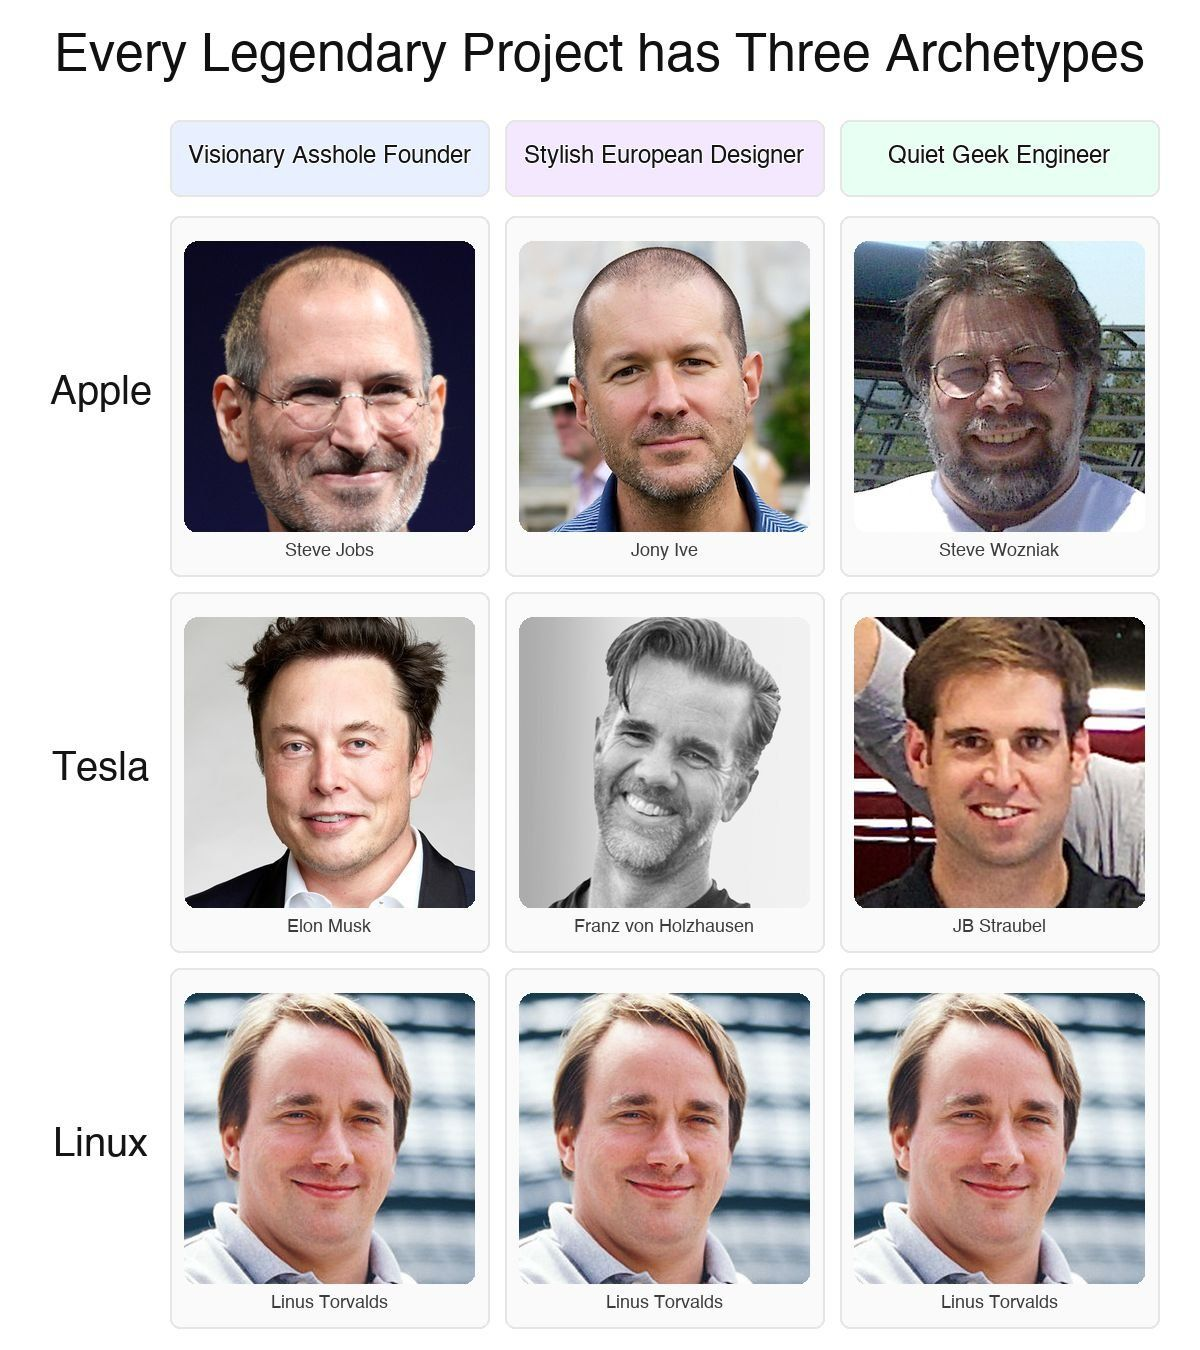 Every Legendary Project has Three Archetypes
Visionary Asshole Founder
Stylish European Designer
Quiet Geek Engineer
Apple
Steve Jobs
Jony Ive
Steve Wozniak
Tesla
Elon Musk
Franz von Holzhausen
JB Straubel
Linux
Linus Torvalds
Linus Torvalds
Linus Torvalds